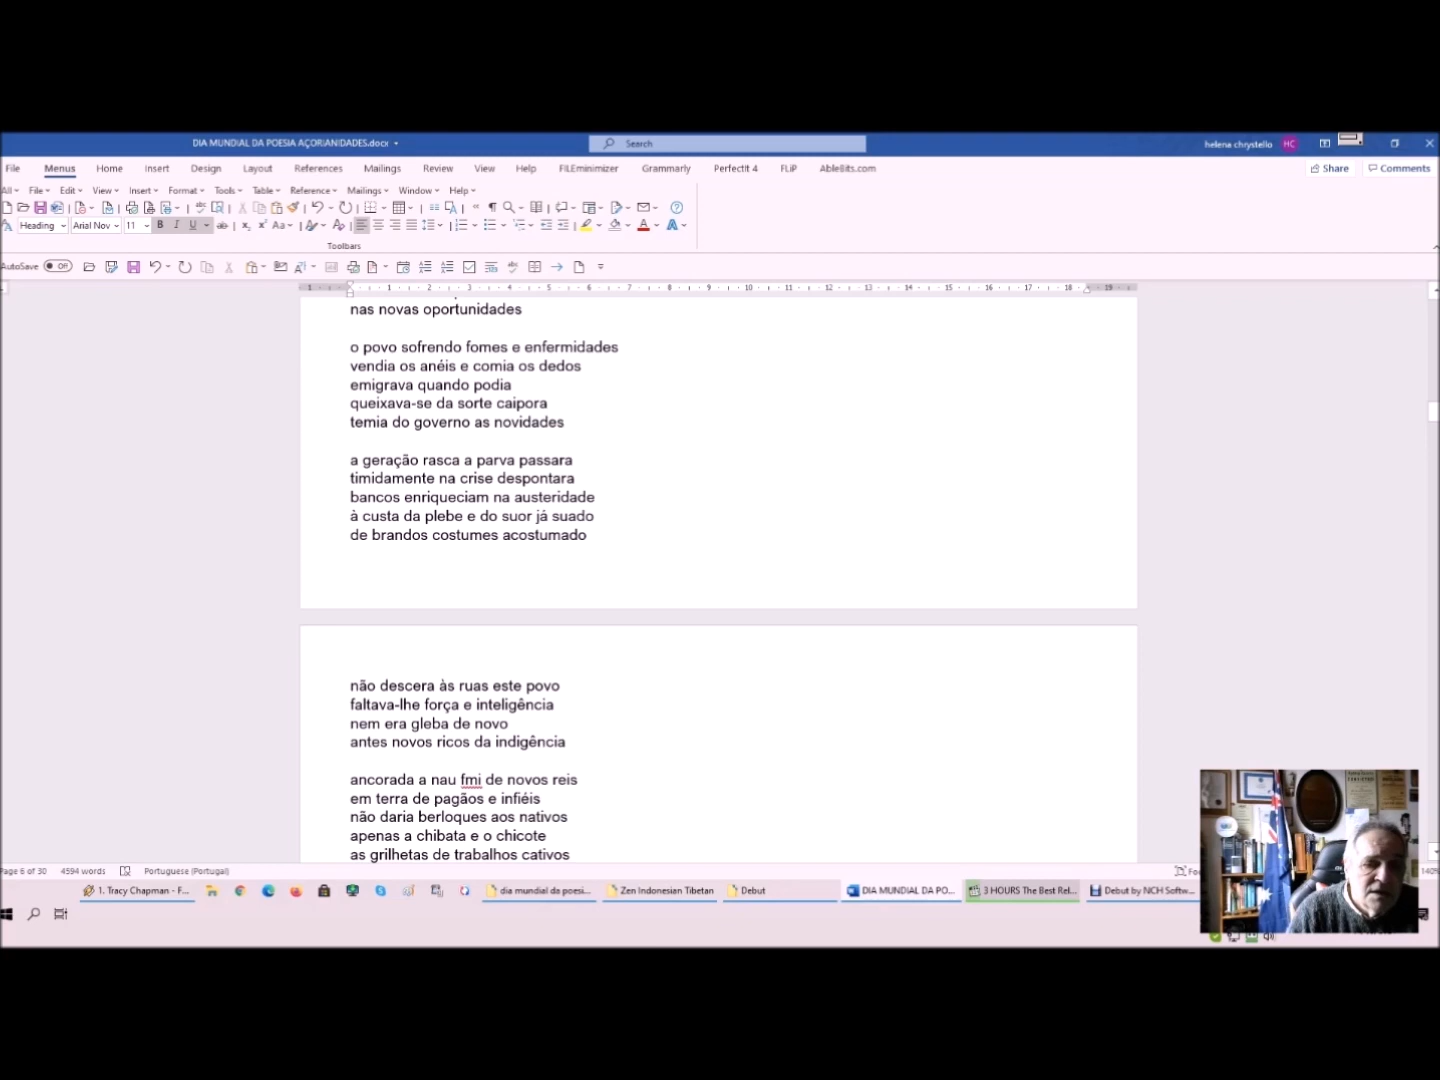 DIA MUNDIAL DA POESIA AÇORIANIDADES.docx
Search
helena chrystello HC
File Menus Home Insert Design Layout References Mailings Review View Help FILEminimizer Grammarly PerfectIt 4 FLiP AbleBits.com Share Comments
All File Edit View Insert Format Tools Table Reference Mailings Window Help
Heading Arial Nov 11
Toolbars
AutoSave Off
nas novas oportunidades
o povo sofrendo fomes e enfermidades
vendia os anéis e comia os dedos
emigrava quando podia
queixava-se da sorte caipora
temia do governo as novidades
a geração rasca a parva passara
timidamente na crise despontara
bancos enriqueciam na austeridade
à custa da plebe e do suor já suado
de brandos costumes acostumado
não descera às ruas este povo
faltava-lhe força e inteligência
nem era gleba de novo
antes novos ricos da indigência
ancorada a nau fmi de novos reis
em terra de pagãos e infiéis
não daria berloques aos nativos
apenas a chibata e o chicote
as grilhetas de trabalhos cativos
Page 6 of 30 4594 words Portuguese (Portugal)
1. Tracy Chapman - F... dia mundial da poesi... Zen Indonesian Tibetan Debut DIA MUNDIAL DA PO... 3 HOURS The Best Rel... Debut by NCH Softw...